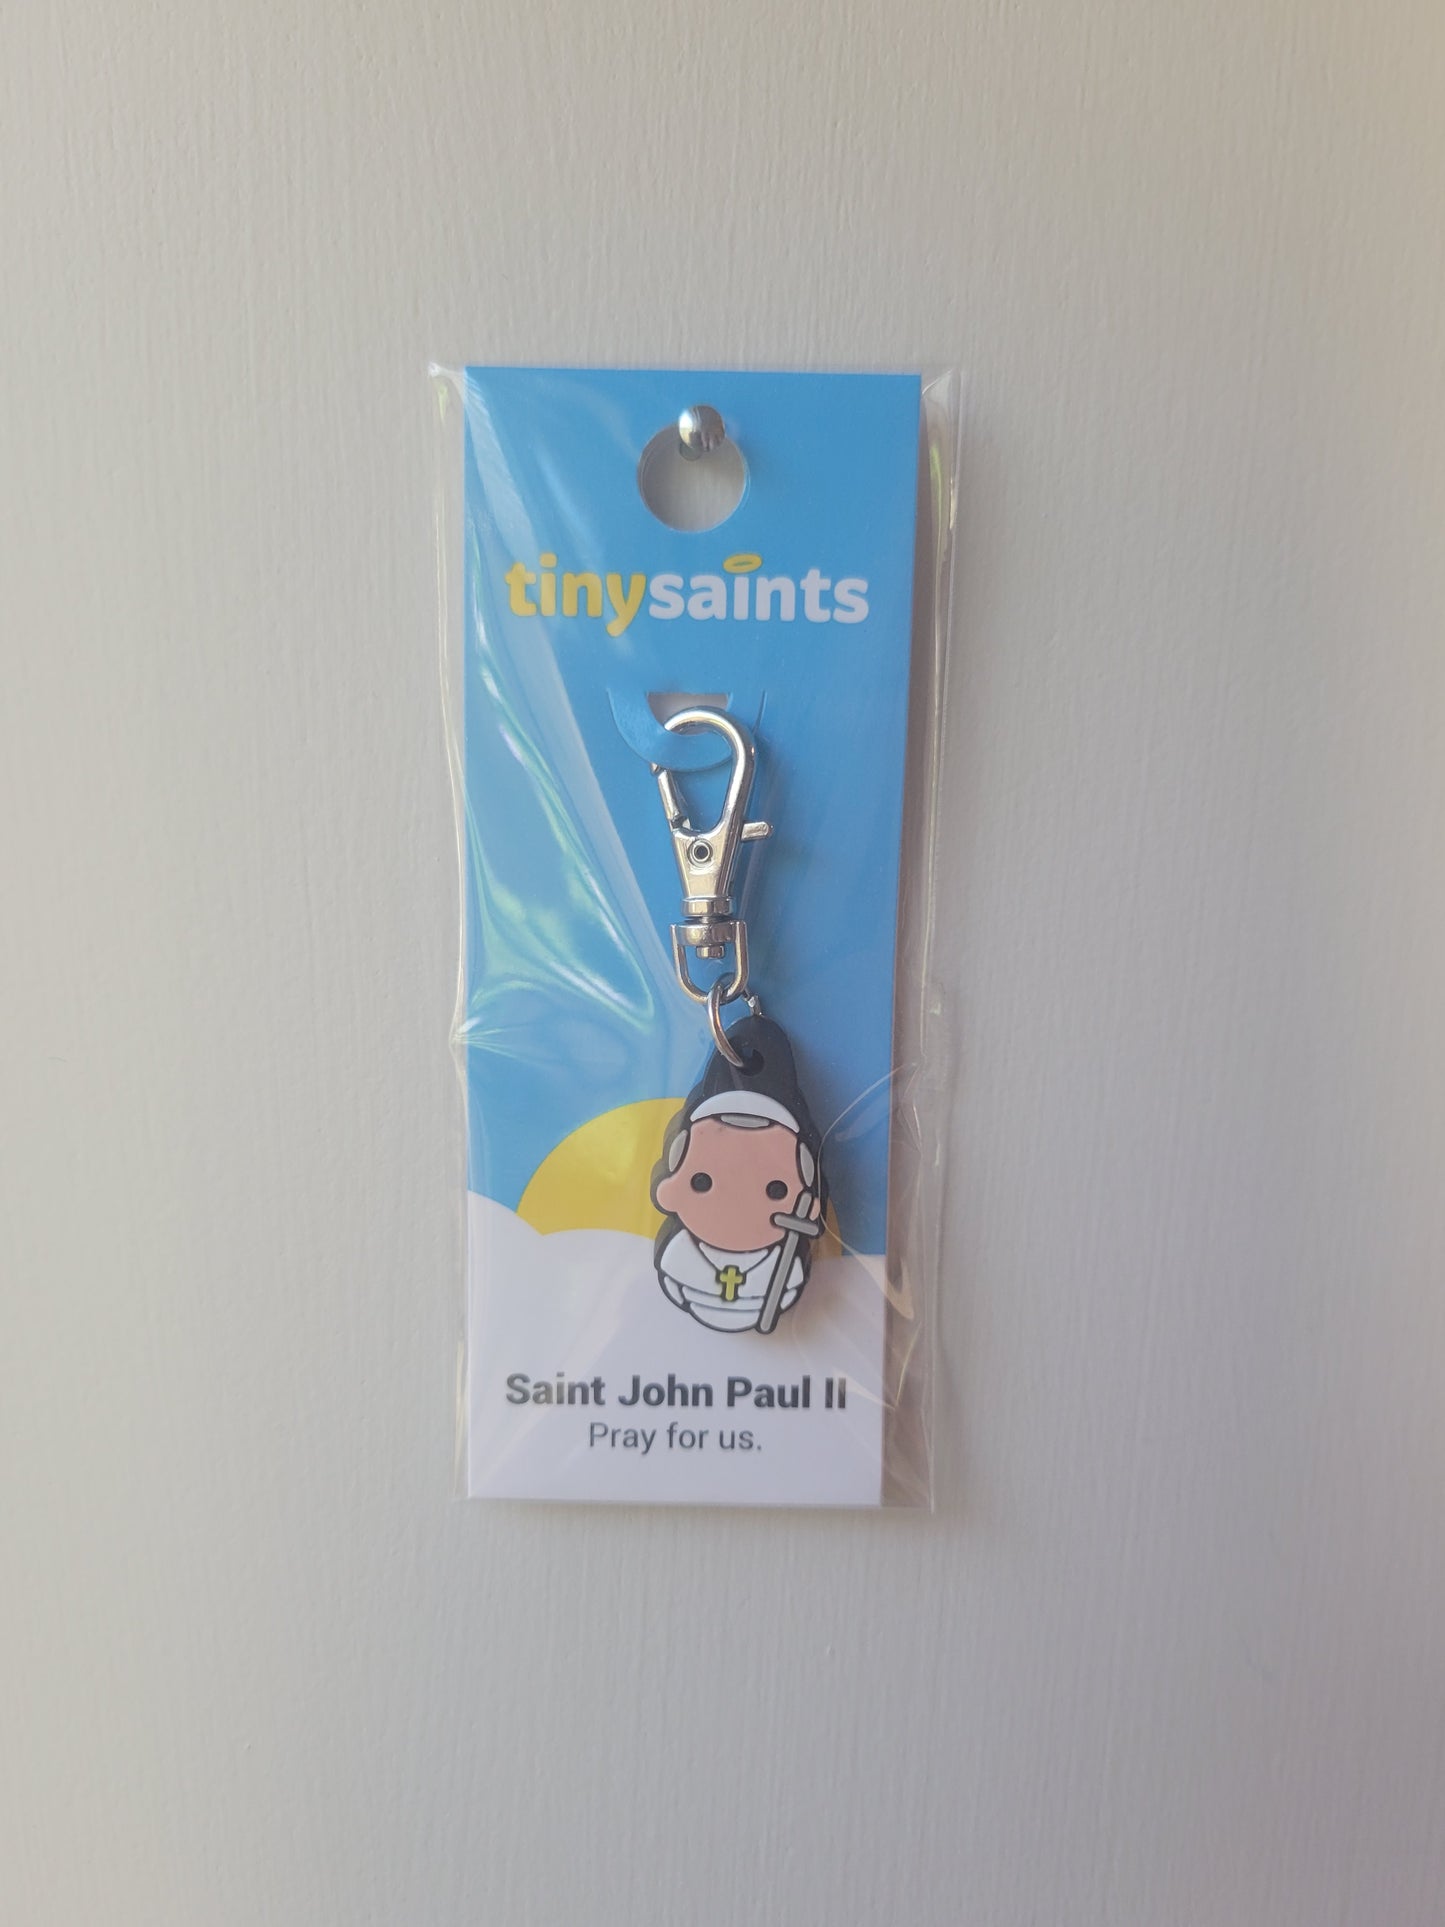 tinysaints
Saint John Paul II
Pray for us.